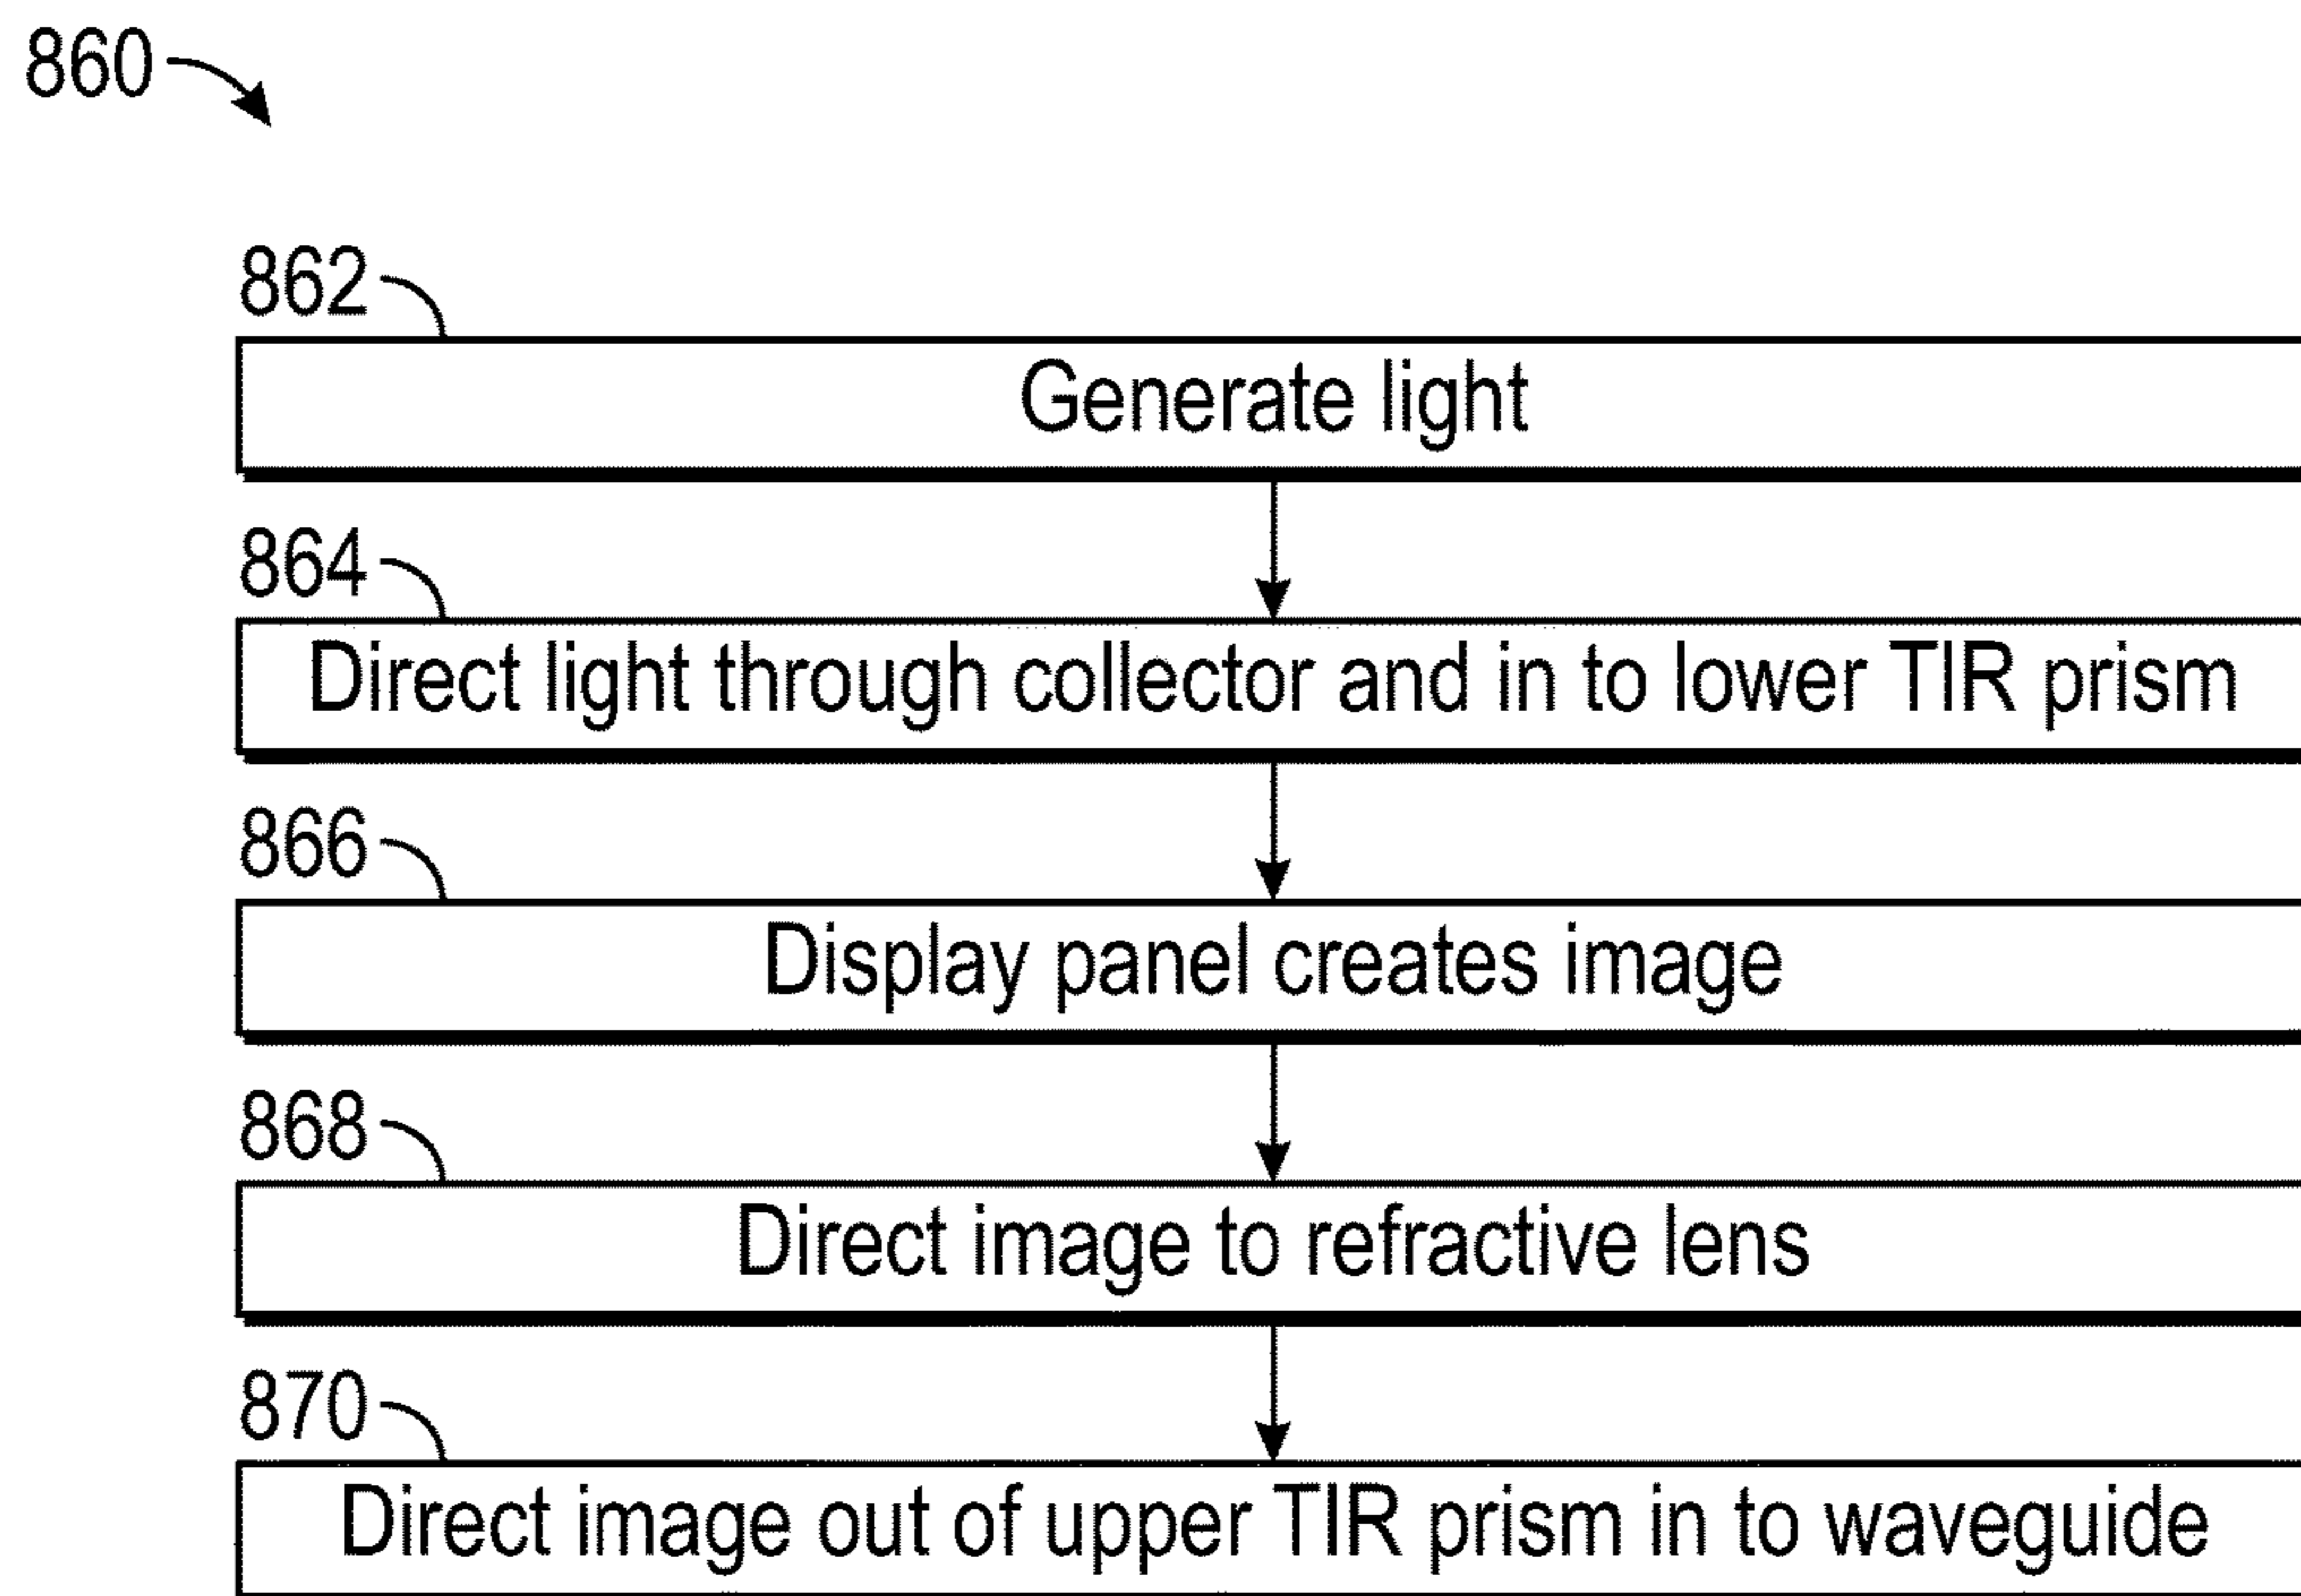 860
862
Generate light
864
Direct light through collector and in to lower TIR prism
866
Display panel creates image
868
Direct image to refractive lens
870
Direct image out of upper TIR prism in to waveguide